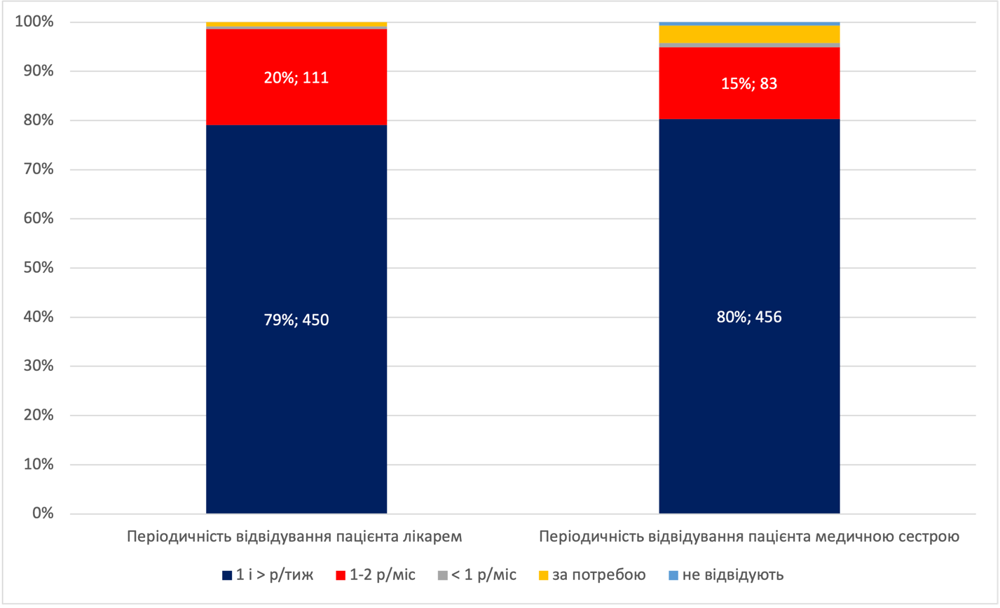 100%
90%
80%
70%
60%
50%
40%
30%
20%
10%
0%
20%; 111
79%; 450
15%; 83
80%; 456
Періодичність відвідування пацієнта лікарем
Періодичність відвідування пацієнта медичною сестрою
1 і > р/тиж
1-2 р/міс
< 1 р/міс
за потребою
не відвідують